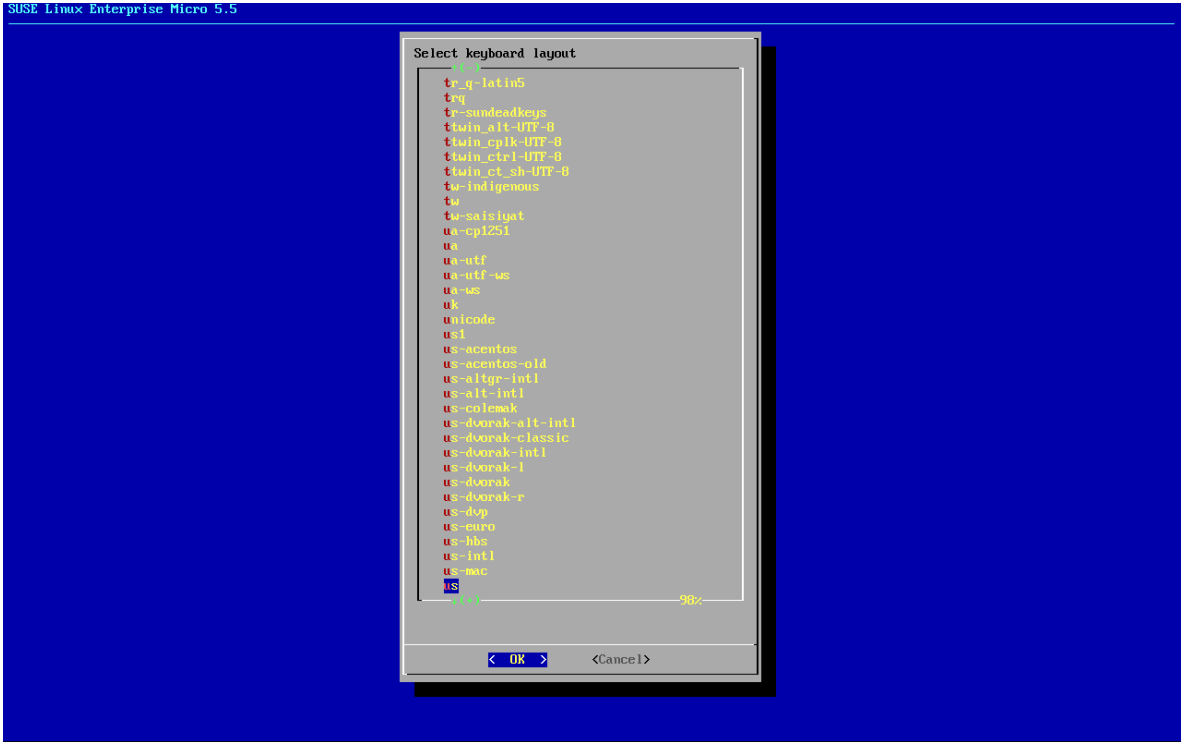 SUSE Linux Enterprise Micro 5.5
Select keyboard layout
↑(-)
tr_q-latin5
trq
tr-sundeadkeys
ttwin_alt-UTF-8
ttwin_cplk-UTF-8
ttwin_ctrl-UTF-8
ttwin_ct_sh-UTF-8
tw-indigenous
tw
tw-saisiyat
ua-cp1251
ua
ua-utf
ua-utf-ws
ua-ws
uk
unicode
us1
us-acentos
us-acentos-old
us-altgr-intl
us-alt-intl
us-colemak
us-dvorak-alt-intl
us-dvorak-classic
us-dvorak-intl
us-dvorak-l
us-dvorak
us-dvorak-r
us-dvp
us-euro
us-hbs
us-intl
us-mac
us
↓(+) 98%
< OK > <Cancel>